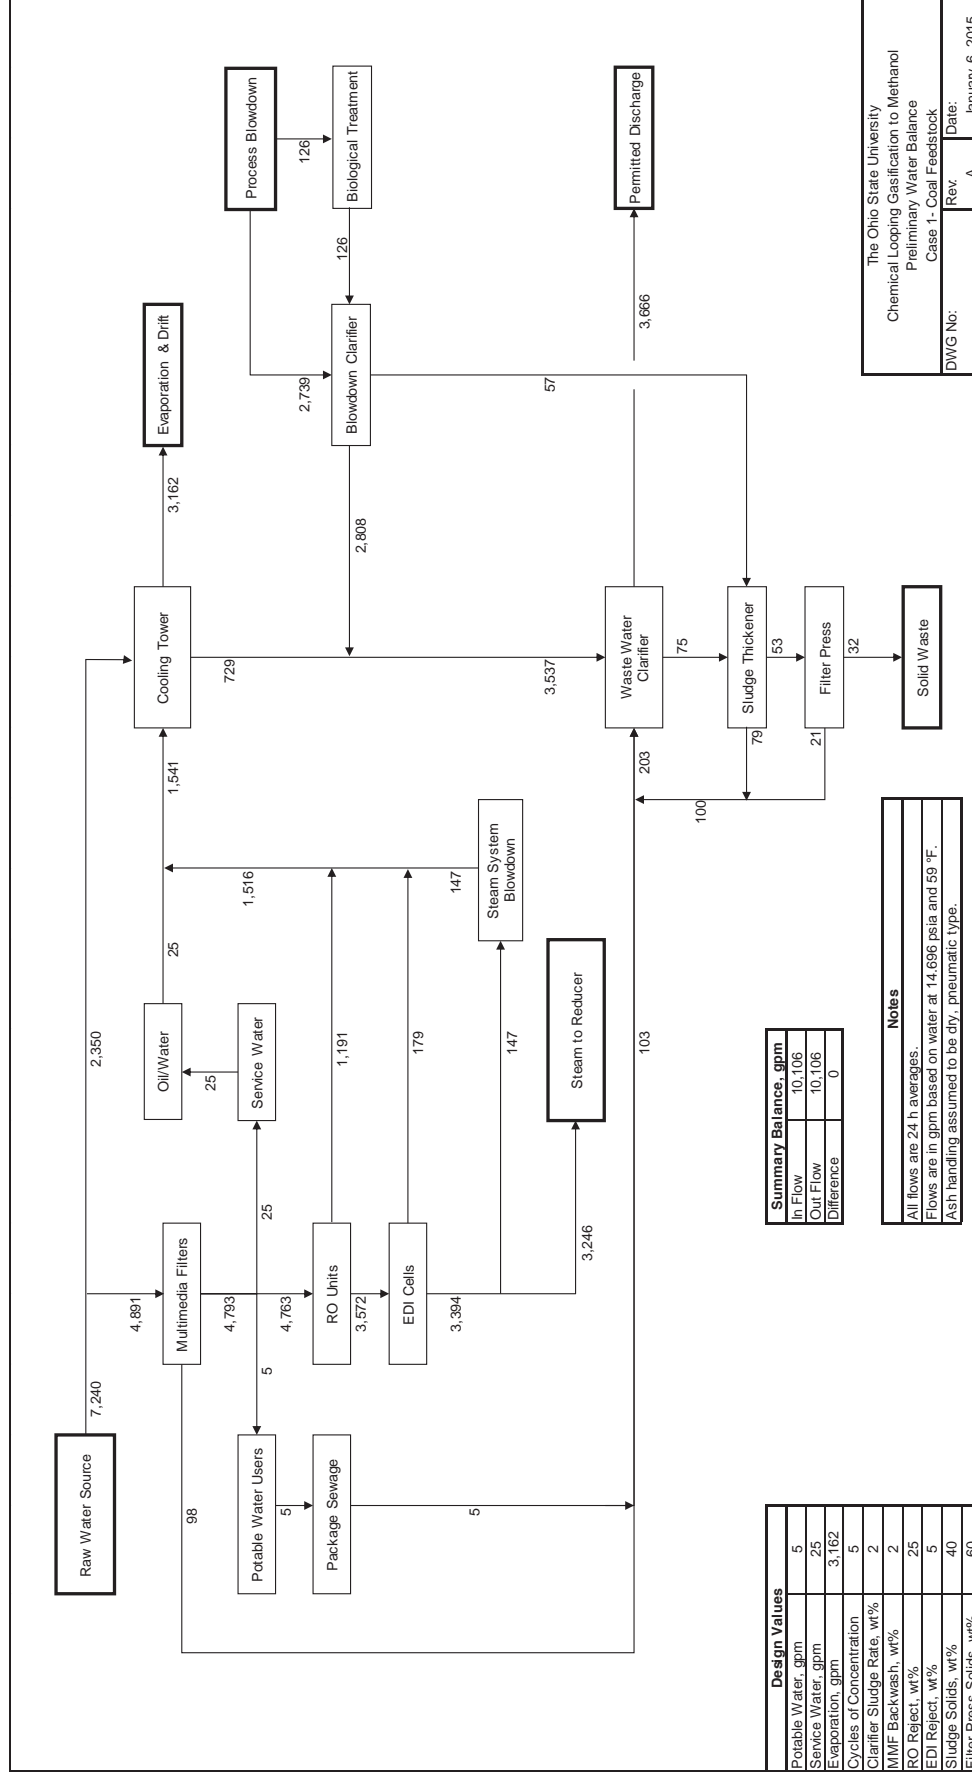 Raw Water Source
7,240
2,350
4,891
Multimedia Filters
98
4,793
25
5
4,763
Potable Water Users
5
Package Sewage
5
Service Water
25
Oil/Water
25
1,541
RO Units
1,191
1,516
3,572
EDI Cells
179
3,394
147
Steam System
Blowdown
147
3,246
Steam to Reducer
Cooling Tower
3,162
Evaporation & Drift
729
2,808
3,537
Process Blowdown
126
Biological Treatment
126
2,739
Blowdown Clarifier
57
103
203
Waste Water
Clarifier
3,666
Permitted Discharge
75
Sludge Thickener
79
53
Filter Press
21
100
32
Solid Waste
Design Values
Potable Water, gpm 5
Service Water, gpm 25
Evaporation, gpm 3,162
Cycles of Concentration 5
Clarifier Sludge Rate, wt% 2
MMF Backwash, wt% 2
RO Reject, wt% 25
EDI Reject, wt% 5
Sludge Solids, wt% 40
Filter Press Solids, wt% 60
Summary Balance, gpm
In Flow 10,106
Out Flow 10,106
Difference 0
Notes
All flows are 24 h averages.
Flows are in gpm based on water at 14.696 psia and 59 °F.
Ash handling assumed to be dry, pneumatic type.
The Ohio State University
Chemical Looping Gasification to Methanol
Preliminary Water Balance
Case 1- Coal Feedstock
DWG No: Rev. Date:
A January 6, 2015